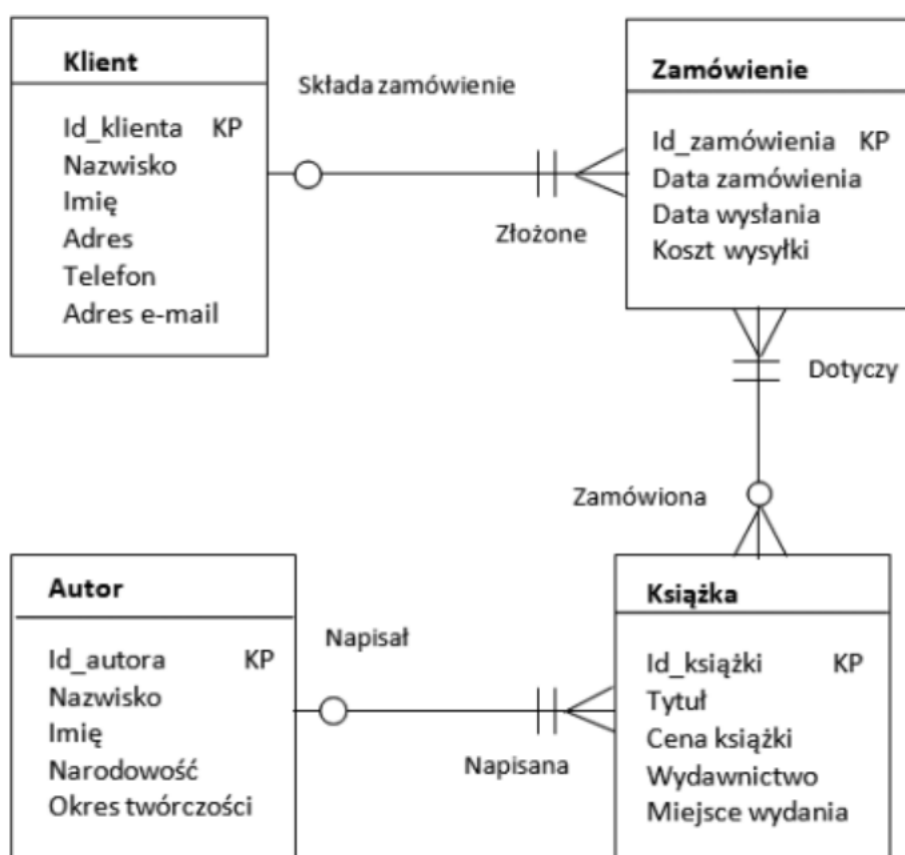 Klient
Id_klienta KP
Nazwisko
Imię
Adres
Telefon
Adres e-mail
Składa zamówienie
Złożone
Zamówienie
Id_zamówienia KP
Data zamówienia
Data wysłania
Koszt wysyłki
Dotyczy
Zamówiona
Autor
Id_autora KP
Nazwisko
Imię
Narodowość
Okres twórczości
Napisał
Napisana
Książka
Id_książki KP
Tytuł
Cena książki
Wydawnictwo
Miejsce wydania